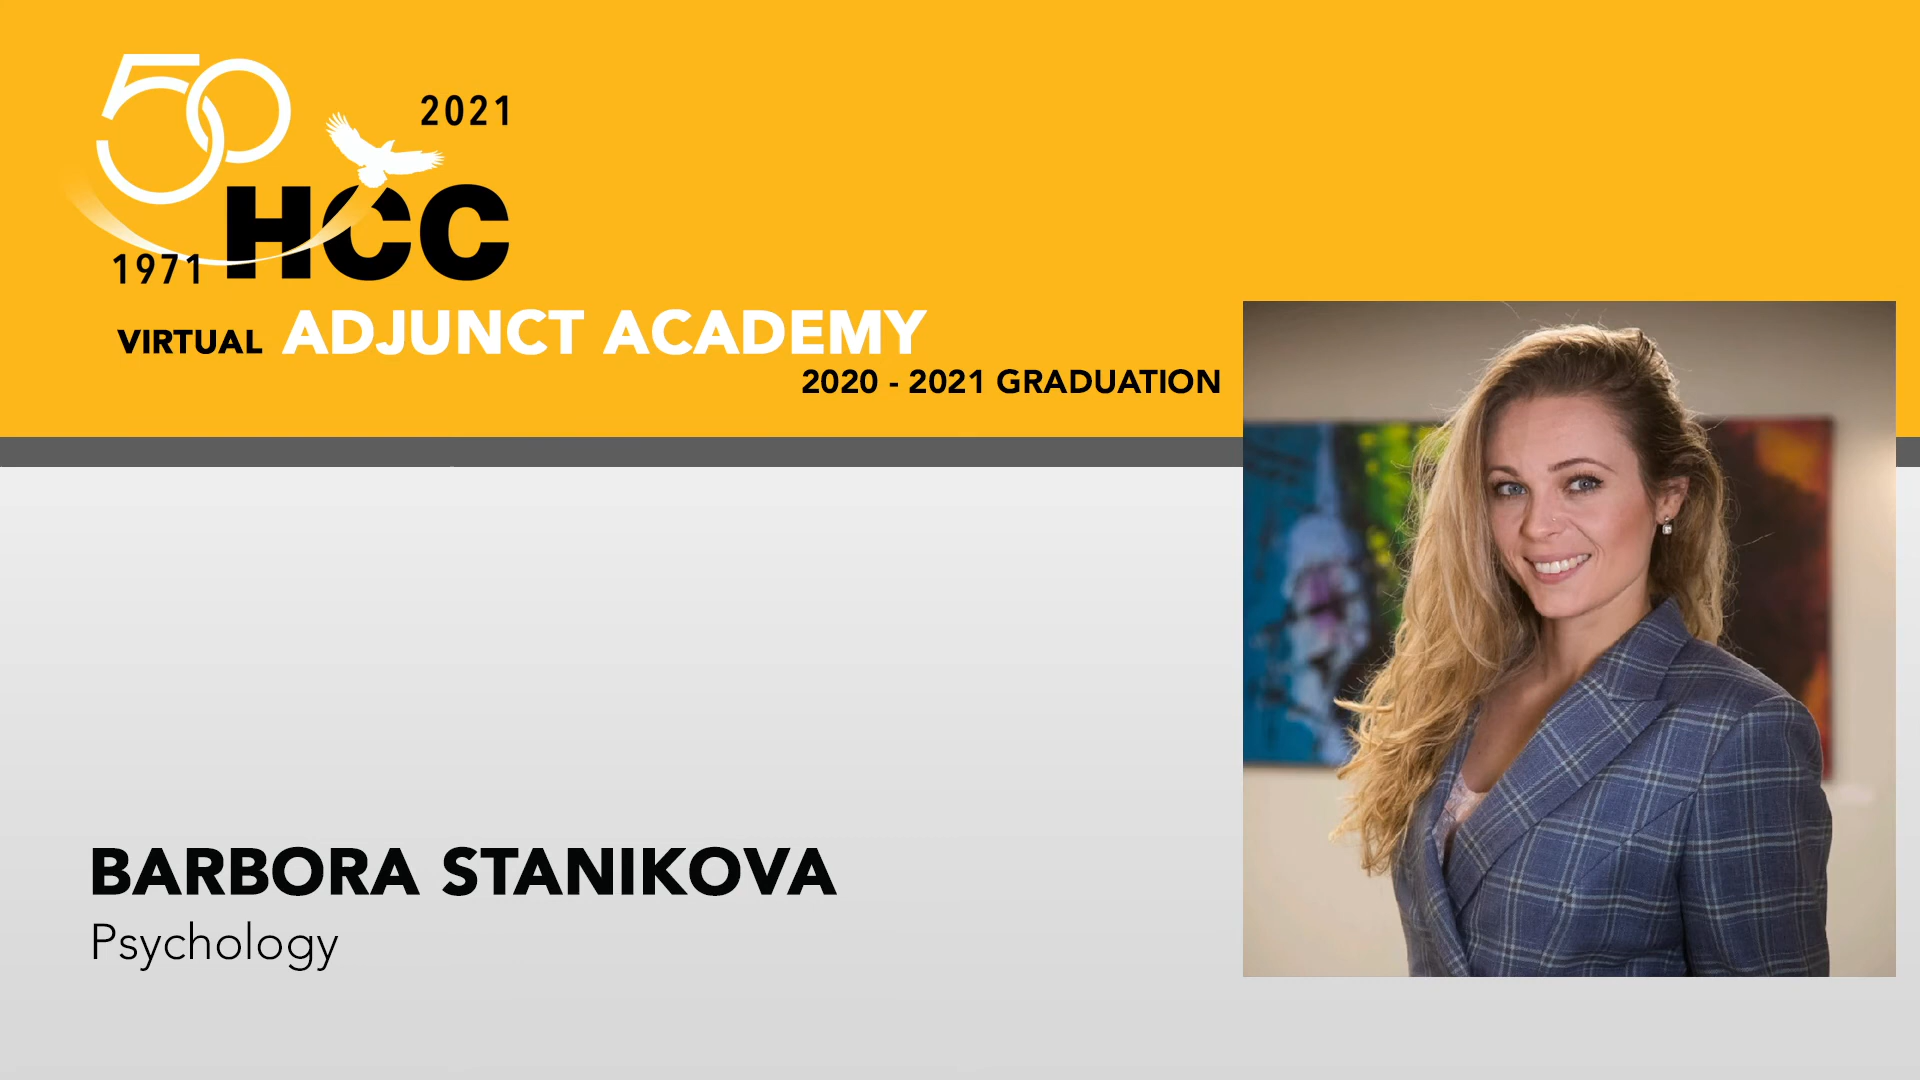 50
2021
HCC
1971
VIRTUAL ADJUNCT ACADEMY
2020 - 2021 GRADUATION
BARBORA STANIKOVA
Psychology